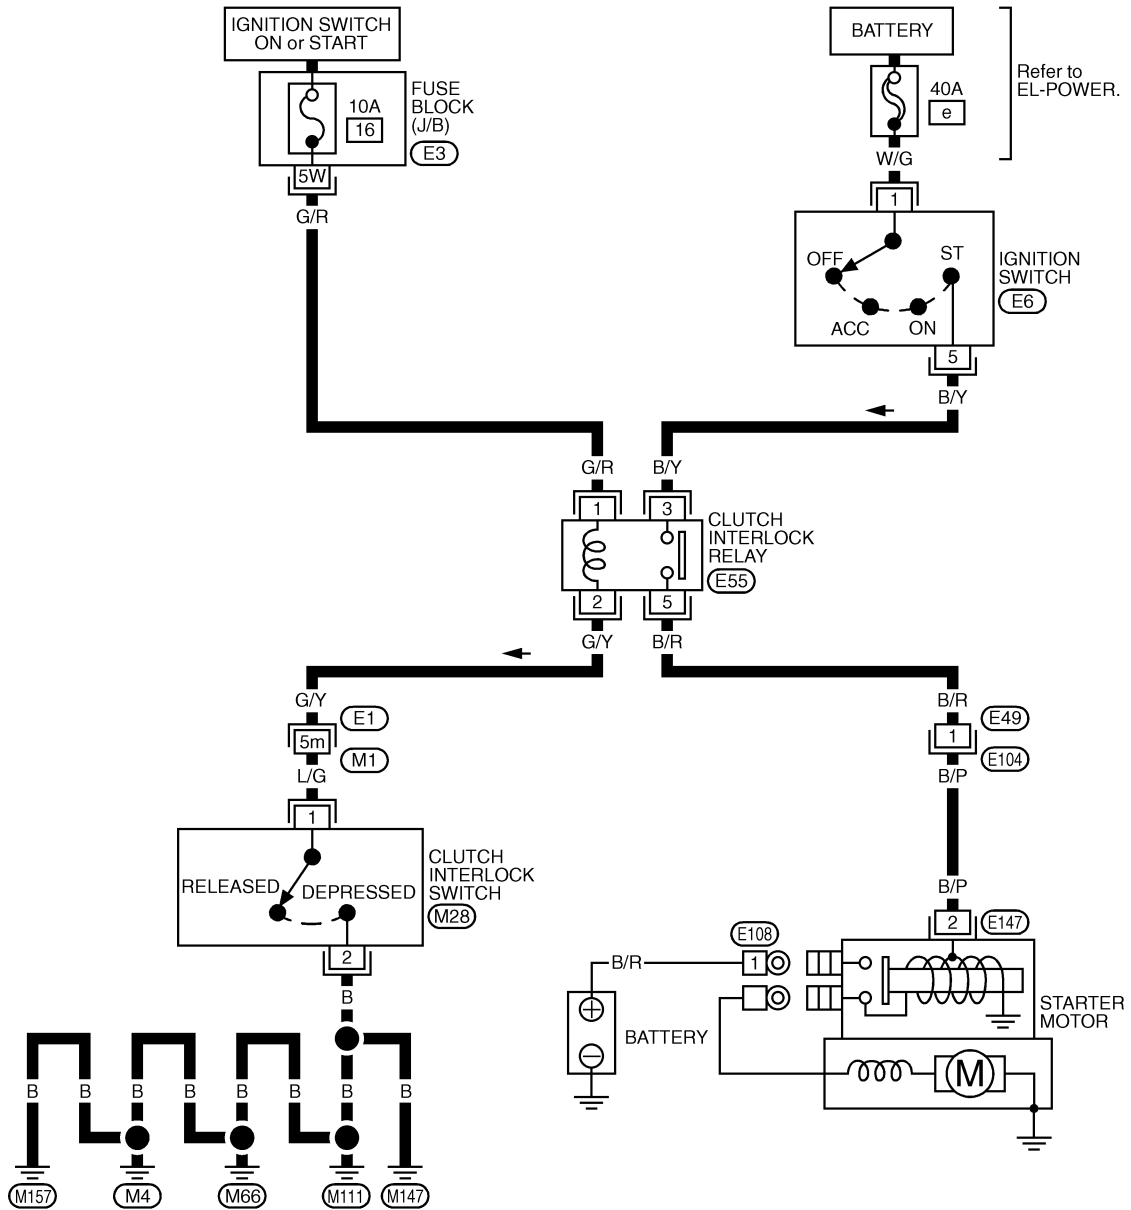 IGNITION SWITCH
ON or START
BATTERY
Refer to
EL-POWER.
FUSE
BLOCK
(J/B)
E3
10A
16
40A
e
5W
G/R
W/G
1
OFF
ST
ACC
ON
IGNITION
SWITCH
E6
5
B/Y
G/R
B/Y
1
3
CLUTCH
INTERLOCK
RELAY
E55
2
5
G/Y
B/R
G/Y
E1
5m
M1
L/G
B/R
E49
1
E104
B/P
1
RELEASED
DEPRESSED
CLUTCH
INTERLOCK
SWITCH
M28
2
B
B/P
2
E147
E108
B/R
1
BATTERY
STARTER
MOTOR
M
B
B
B
B
B
B
B
B
M157
M4
M66
M111
M147